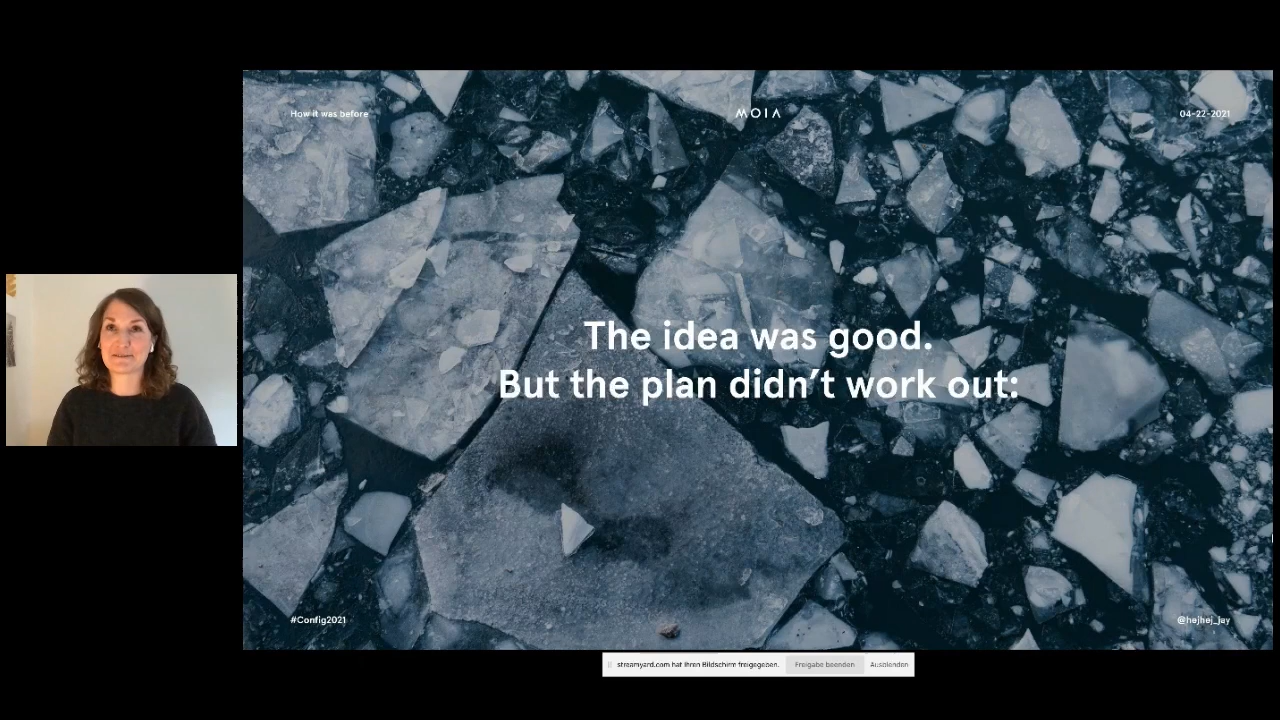 How it was before
MOIA
04-22-2021
The idea was good.
But the plan didn’t work out:
#Config2021
@hejhej_jay
streamyard.com hat Ihren Bildschirm freigegeben.
Freigabe beenden
Ausblenden